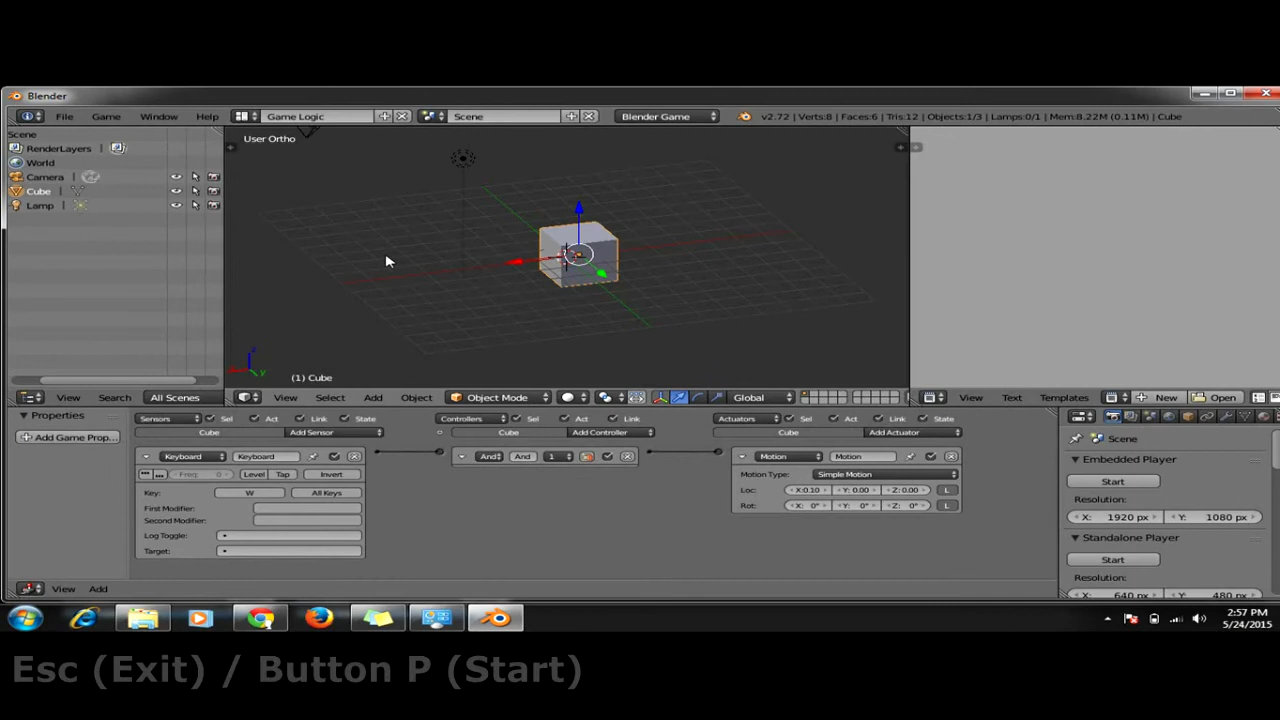 Blender
File Game Window Help Game Logic Scene Blender Game v2.72 | Verts:8 | Faces:6 | Tris:12 | Objects:1/3 | Lamps:0/1 | Mem:8.22M (0.11M) | Cube
Scene
RenderLayers
World
Camera
Cube
Lamp
User Ortho
z
y
(1) Cube
View Search All Scenes
View Select Add Object Object Mode Global
View Text Templates New Open
Properties
Add Game Prop...
Sensors Sel Act Link State
Cube Add Sensor
Keyboard Keyboard
Freq: 0 Level Tap Invert
Key: W All Keys
First Modifier:
Second Modifier:
Log Toggle:
Target:
Controllers Sel Act Link
Cube Add Controller
And And 1
Actuators Sel Act Link State
Cube Add Actuator
Motion Motion
Motion Type: Simple Motion
Loc: X:0.10 Y: 0.00 Z: 0.00 L
Rot: X: 0° Y: 0° Z: 0° L
Scene
Embedded Player
Start
Resolution:
X: 1920 px Y: 1080 px
Standalone Player
Start
Resolution:
X: 640 px Y: 480 px
View Add
2:57 PM
5/24/2015
Esc (Exit) / Button P (Start)